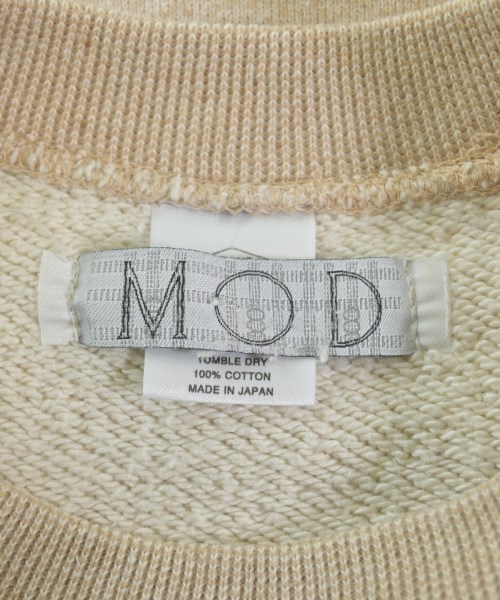 MOD
TUMBLE DRY
100% COTTON
MADE IN JAPAN